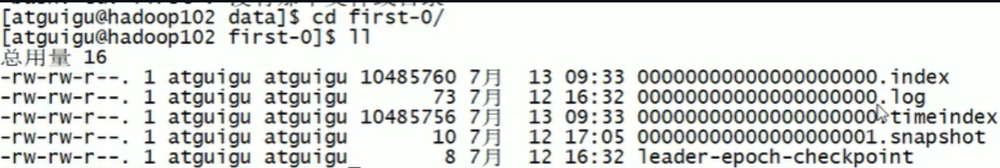 [atguigu@hadoop102 data]$ cd first-0/
[atguigu@hadoop102 first-0]$ ll
总用量 16
-rw-rw-r--. 1 atguigu atguigu 10485760 7月  13 09:33 00000000000000000000.index
-rw-rw-r--. 1 atguigu atguigu       73 7月  12 16:32 00000000000000000000.log
-rw-rw-r--. 1 atguigu atguigu 10485756 7月  13 09:33 00000000000000000000.timeindex
-rw-rw-r--. 1 atguigu atguigu       10 7月  12 17:05 00000000000000000001.snapshot
-rw-rw-r--. 1 atguigu atguigu        8 7月  12 16:32 leader-epoch-checkpoint